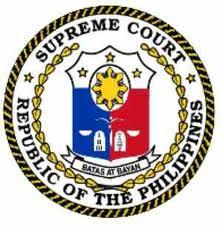 SUPREME COURT
REPUBLIC OF THE PHILIPPINES
BATAS AT BAYAN